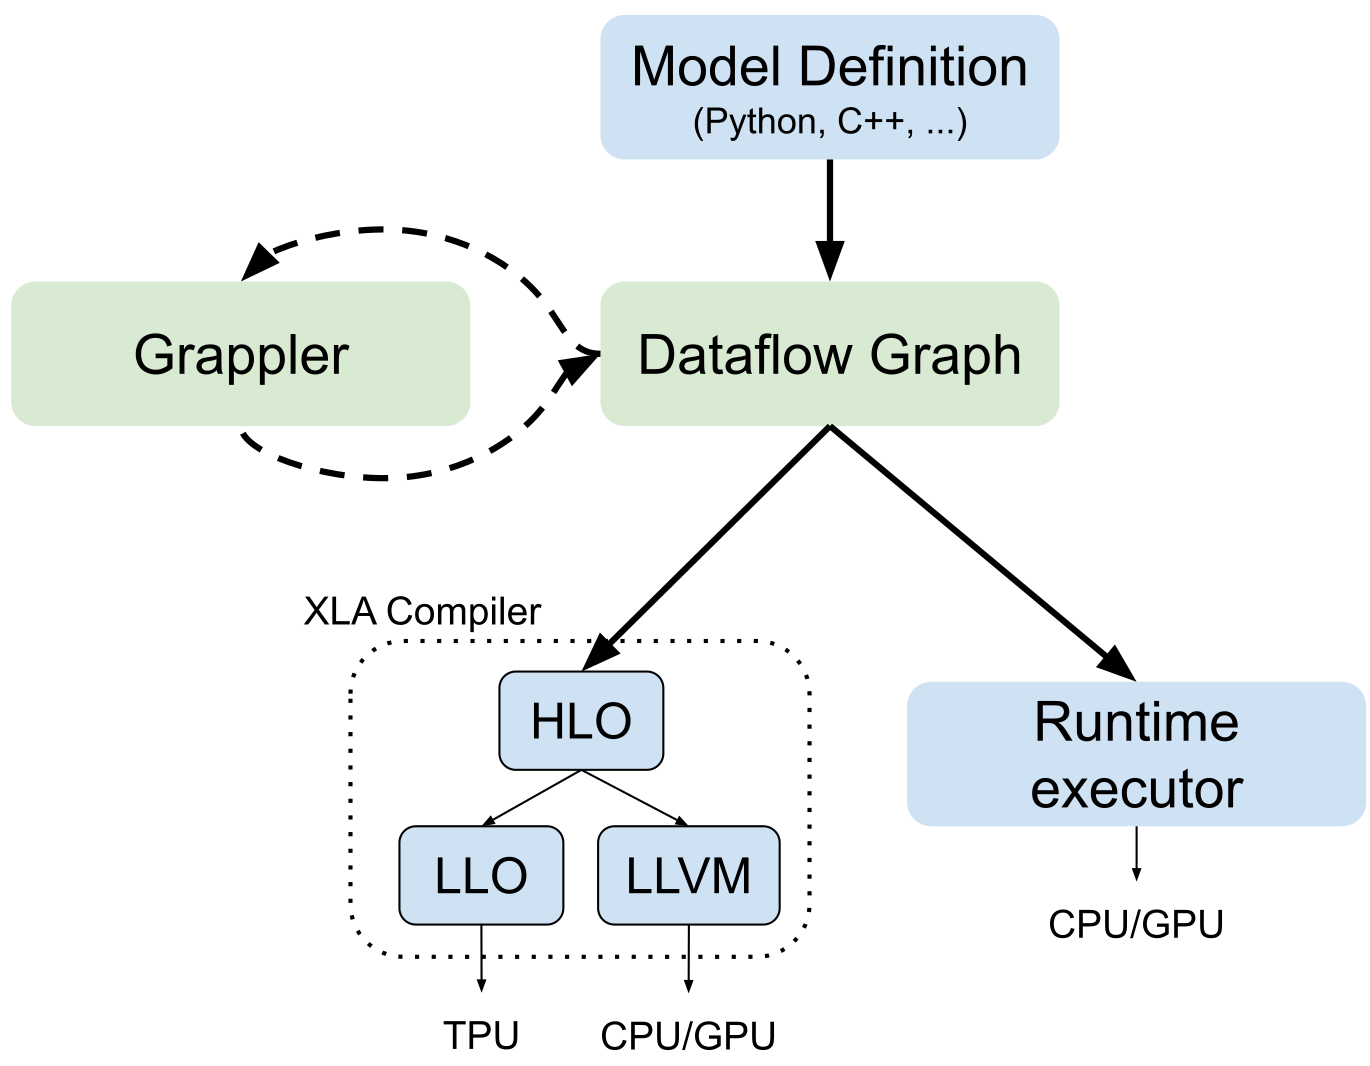 Model Definition
(Python, C++, ...)
Grappler
Dataflow Graph
XLA Compiler
HLO
LLO
LLVM
TPU
CPU/GPU
Runtime
executor
CPU/GPU